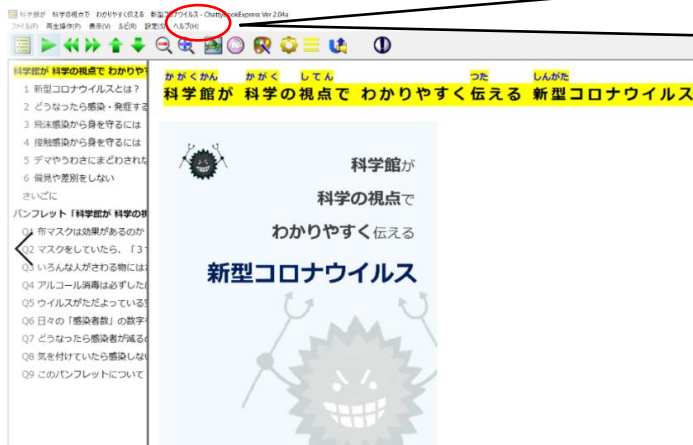 科学館が 科学の視点で わかりやすく伝える 新型コロナウイルス - ChattyBookExpress Ver 2.04a
ファイル(F) 再生操作(P) 表示(V) ルビ(R) 設定(S) ヘルプ(H)
科学館が 科学の視点で わかりや
1 新型コロナウイルスとは?
2 どうなったら感染・発症する
3 飛沫感染から身を守るには
4 接触感染から身を守るには
5 デマやうわさにまどわされな
6 偏見や差別をしない
さいごに
パンフレット「科学館が 科学の視
Q1 布マスクは効果があるのか
Q2 マスクをしていたら、「3
Q3 いろんな人がさわる物には
Q4 アルコール消毒は必ずした
Q5 ウイルスがただよっている
Q6 日々の「感染者数」の数字
Q7 どうなったら感染者が減る
Q8 気を付けていたら感染しな
Q9 このパンフレットについて
かがくかん かがく してん つた しんがた
科学館が 科学の視点で わかりやすく伝える 新型コロナウイルス
科学館が
科学の視点で
わかりやすく伝える
新型コロナウイルス